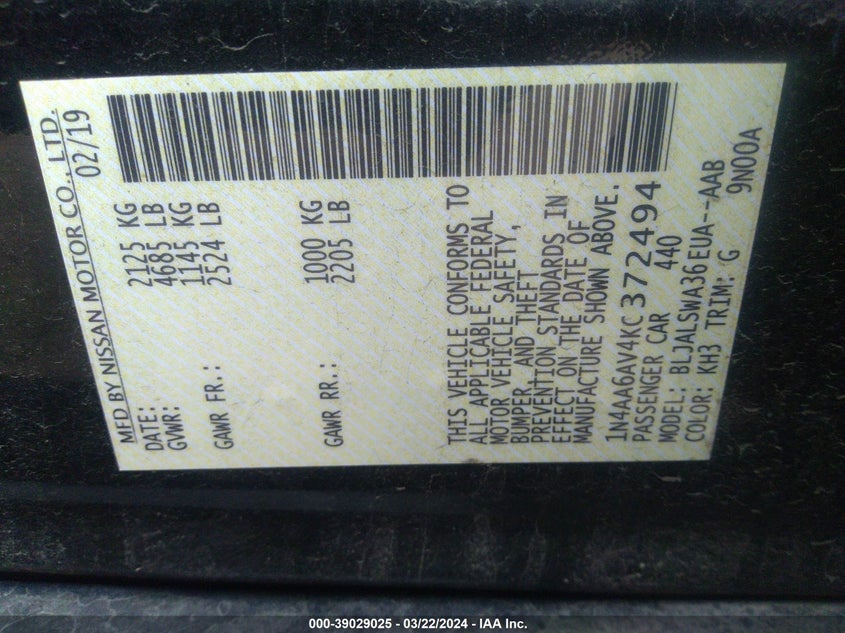 MFD BY NISSAN MOTOR CO., LTD.
DATE: 02/19
GVWR: 2125 KG
4685 LB
GAWR FR.: 1145 KG
2524 LB
GAWR RR.: 1000 KG
2205 LB
THIS VEHICLE CONFORMS TO
ALL APPLICABLE FEDERAL
MOTOR VEHICLE SAFETY,
BUMPER, AND THEFT
PREVENTION STANDARDS IN
EFFECT ON THE DATE OF
MANUFACTURE SHOWN ABOVE.
1N4AA6AV4KC372494
PASSENGER CAR 440
MODEL: BLJALSWA36EUA--AAB
COLOR: KH3 TRIM: G 9N00A
000-39029025 - 03/22/2024 - IAA Inc.